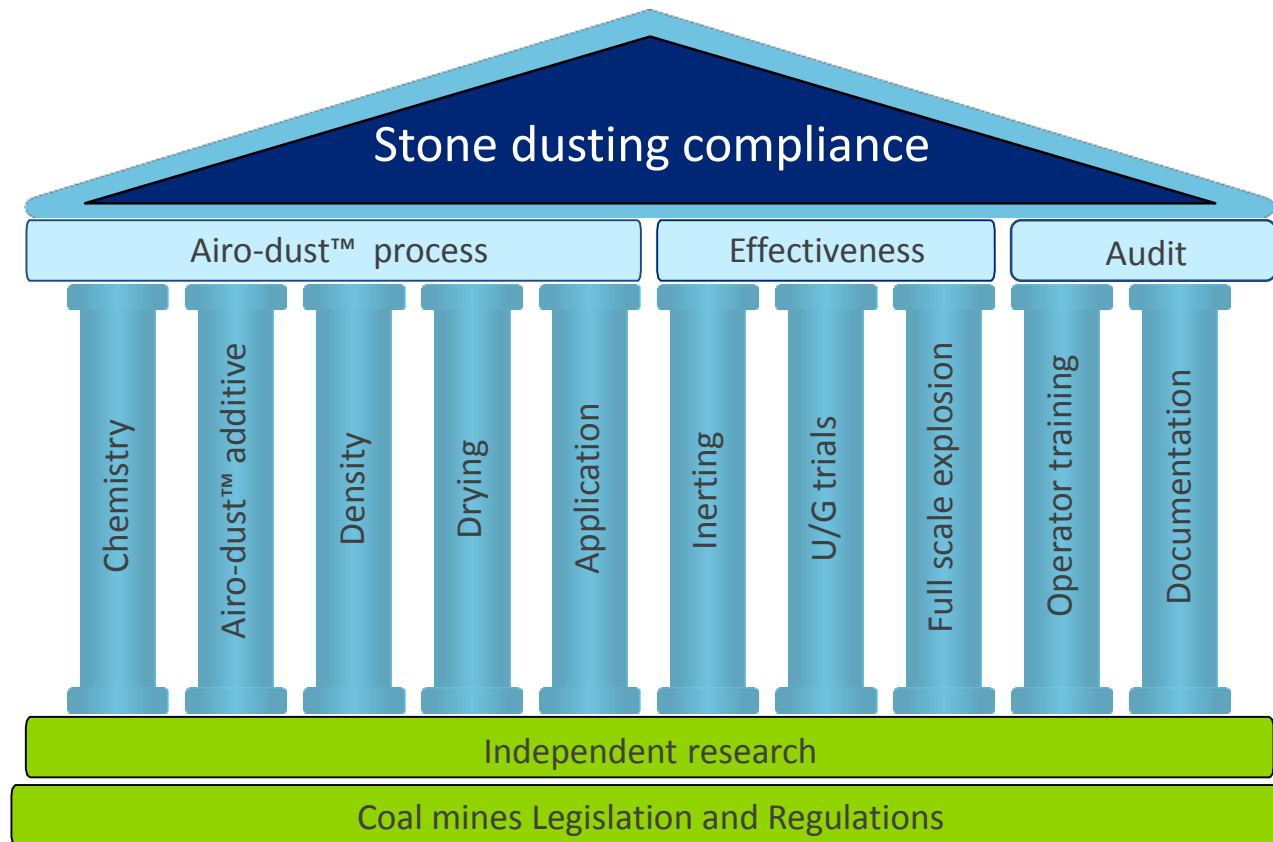 Stone dusting compliance
Airo-dust™ process
Effectiveness
Audit
Chemistry
Airo-dust™ additive
Density
Drying
Application
Inerting
U/G trials
Full scale explosion
Operator training
Documentation
Independent research
Coal mines Legislation and Regulations